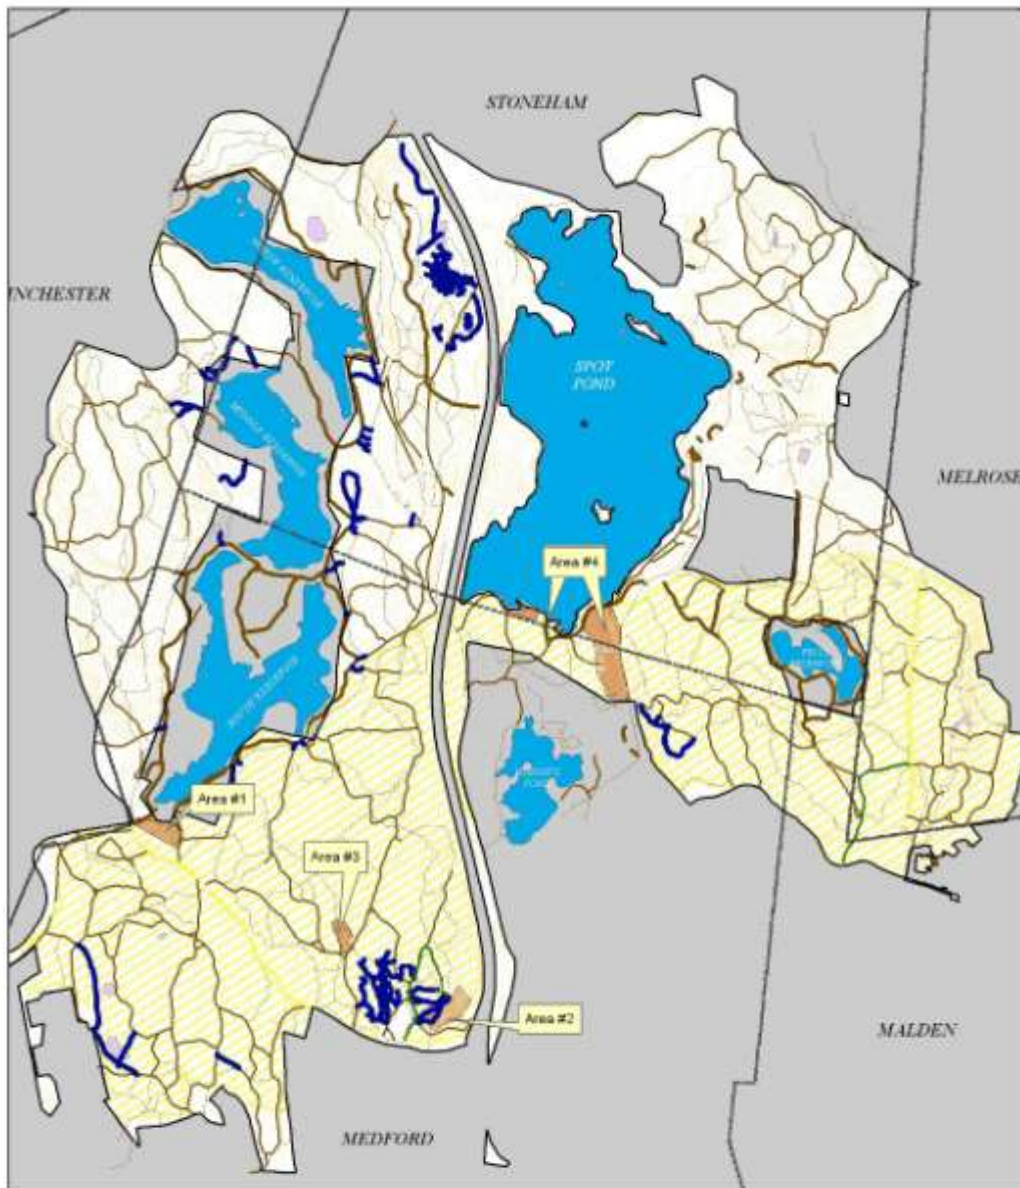 STONEHAM
INCHESTER
SPOT
POND
MELROSE
Area #4
Area #1
Area #3
Area #2
MALDEN
MEDFORD